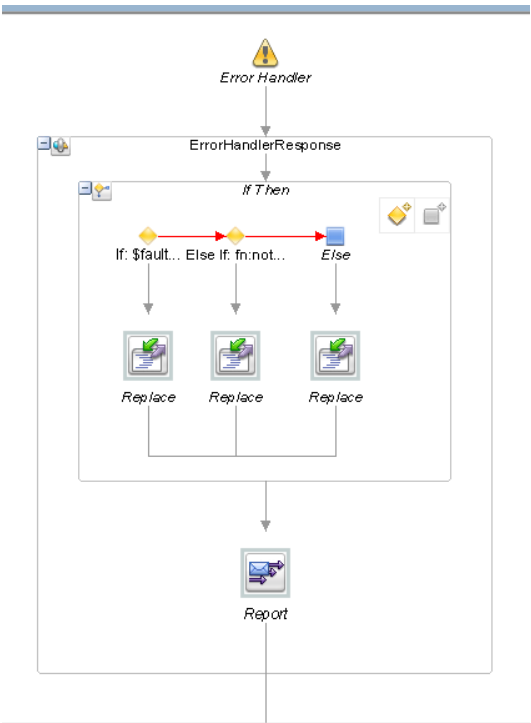 Error Handler
ErrorHandlerResponse
If Then
If: $fault... Else If: fn:not... Else
Replace Replace Replace
Report